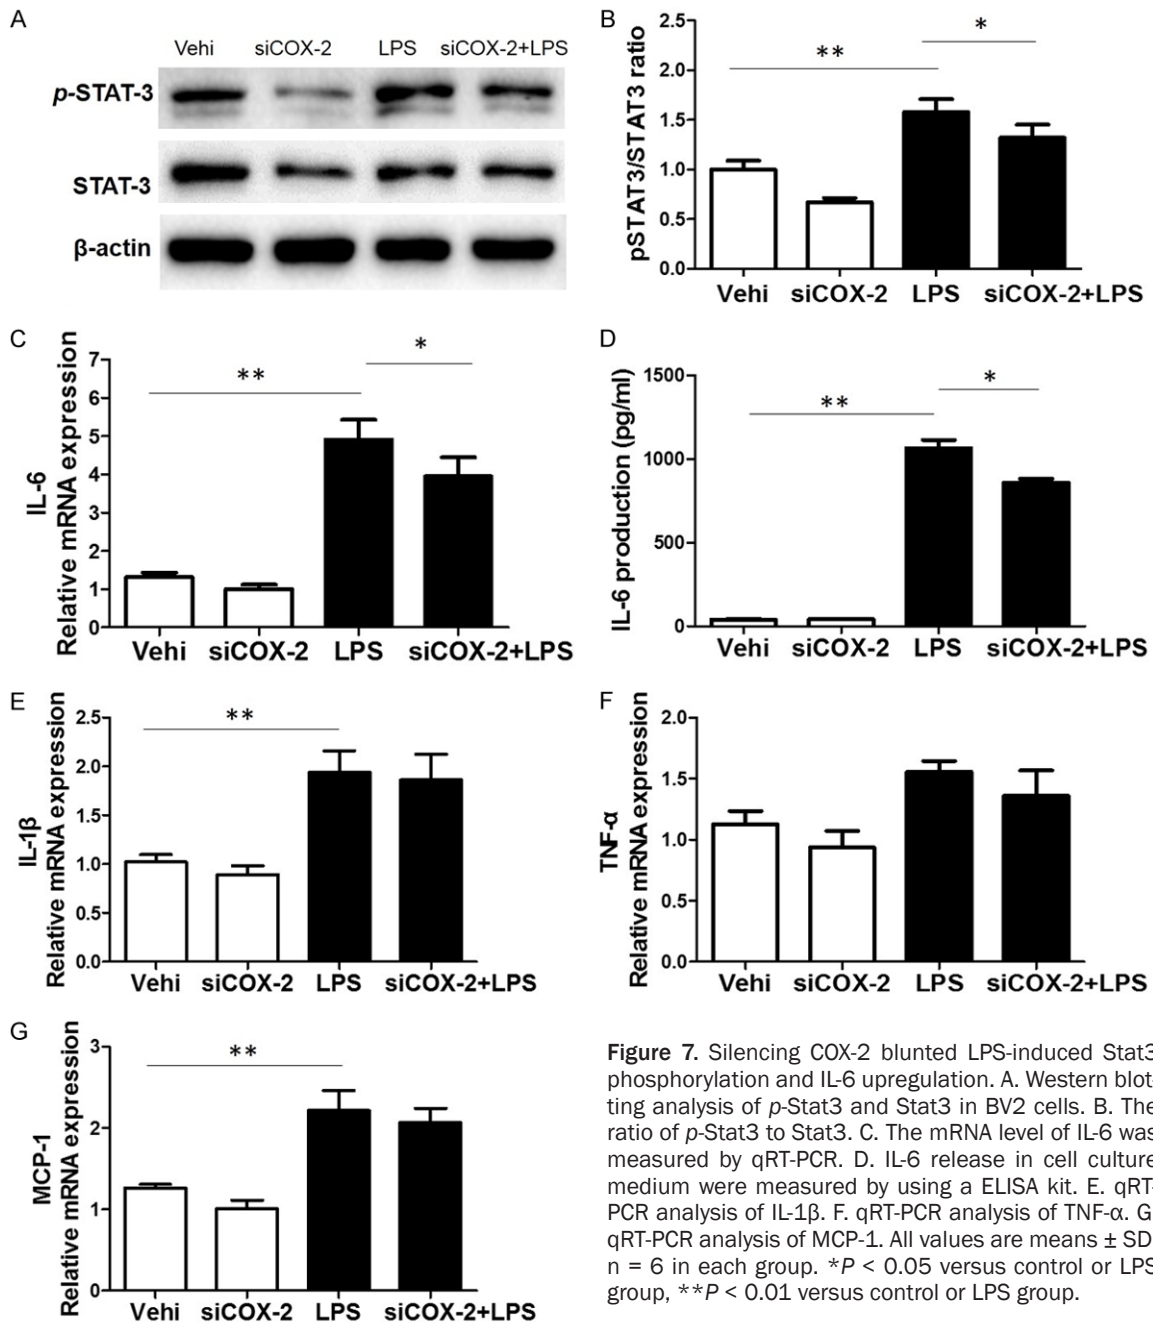 A
Vehi siCOX-2 LPS siCOX-2+LPS
p-STAT-3
STAT-3
β-actin
B
pSTAT3/STAT3 ratio
2.5
2.0
1.5
1.0
0.5
0.0
**
*
Vehi siCOX-2 LPS siCOX-2+LPS
C
IL-6
Relative mRNA expression
7
6
5
4
3
2
1
0
**
*
Vehi siCOX-2 LPS siCOX-2+LPS
D
IL-6 production (pg/ml)
1500
1000
500
0
**
*
Vehi siCOX-2 LPS siCOX-2+LPS
E
IL-1β
Relative mRNA expression
2.5
2.0
1.5
1.0
0.5
0.0
**
Vehi siCOX-2 LPS siCOX-2+LPS
F
TNF-α
Relative mRNA expression
2.0
1.5
1.0
0.5
0.0
Vehi siCOX-2 LPS siCOX-2+LPS
G
MCP-1
Relative mRNA expression
3
2
1
0
**
Vehi siCOX-2 LPS siCOX-2+LPS
Figure 7. Silencing COX-2 blunted LPS-induced Stat3
phosphorylation and IL-6 upregulation. A. Western blot-
ting analysis of p-Stat3 and Stat3 in BV2 cells. B. The
ratio of p-Stat3 to Stat3. C. The mRNA level of IL-6 was
measured by qRT-PCR. D. IL-6 release in cell culture
medium were measured by using a ELISA kit. E. qRT-
PCR analysis of IL-1β. F. qRT-PCR analysis of TNF-α. G.
qRT-PCR analysis of MCP-1. All values are means ± SD.
n = 6 in each group. *P < 0.05 versus control or LPS
group, **P < 0.01 versus control or LPS group.